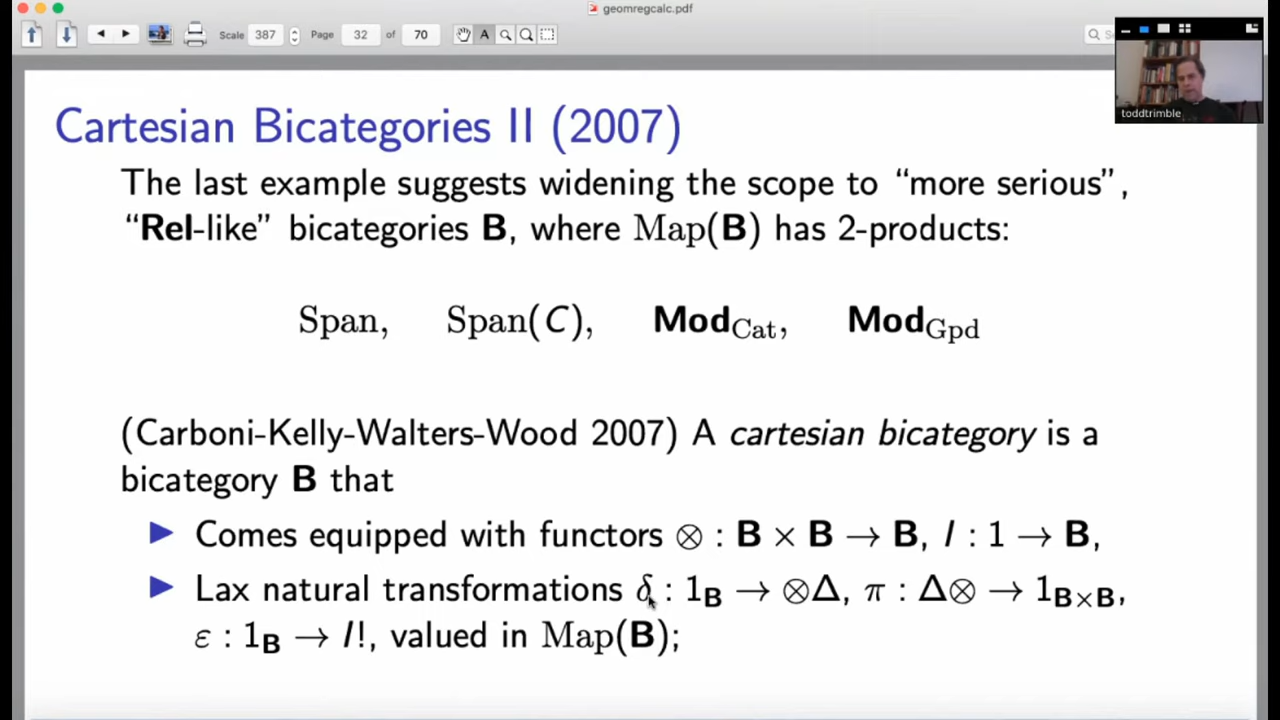 geomregcalc.pdf
Scale 387 Page 32 of 70
toddtrimble
Cartesian Bicategories II (2007)
The last example suggests widening the scope to “more serious”,
“Rel-like” bicategories B, where Map(B) has 2-products:
Span, Span(C), Mod_Cat, Mod_Gpd
(Carboni-Kelly-Walters-Wood 2007) A cartesian bicategory is a
bicategory B that
▶ Comes equipped with functors ⊗ : B × B → B, I : 1 → B,
▶ Lax natural transformations δ : 1_B → ⊗Δ, π : Δ⊗ → 1_{B×B},
ε : 1_B → I!, valued in Map(B);